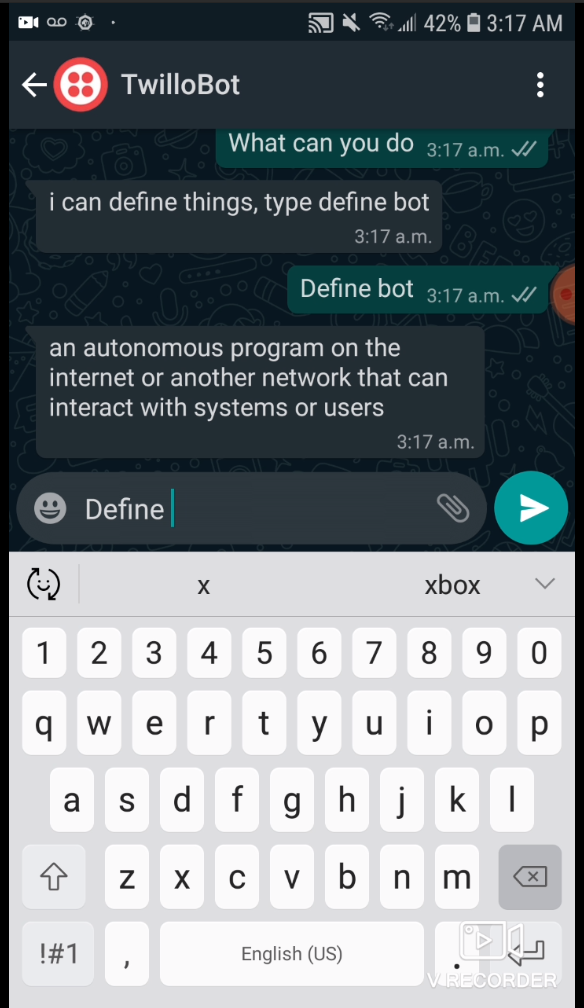 42% 3:17 AM
TwilloBot
What can you do 3:17 a.m.
i can define things, type define bot
3:17 a.m.
Define bot 3:17 a.m.
an autonomous program on the
internet or another network that can
interact with systems or users
3:17 a.m.
Define
x xbox
1 2 3 4 5 6 7 8 9 0
q w e r t y u i o p
a s d f g h j k l
z x c v b n m
!#1 , English (US) .
V RECORDER